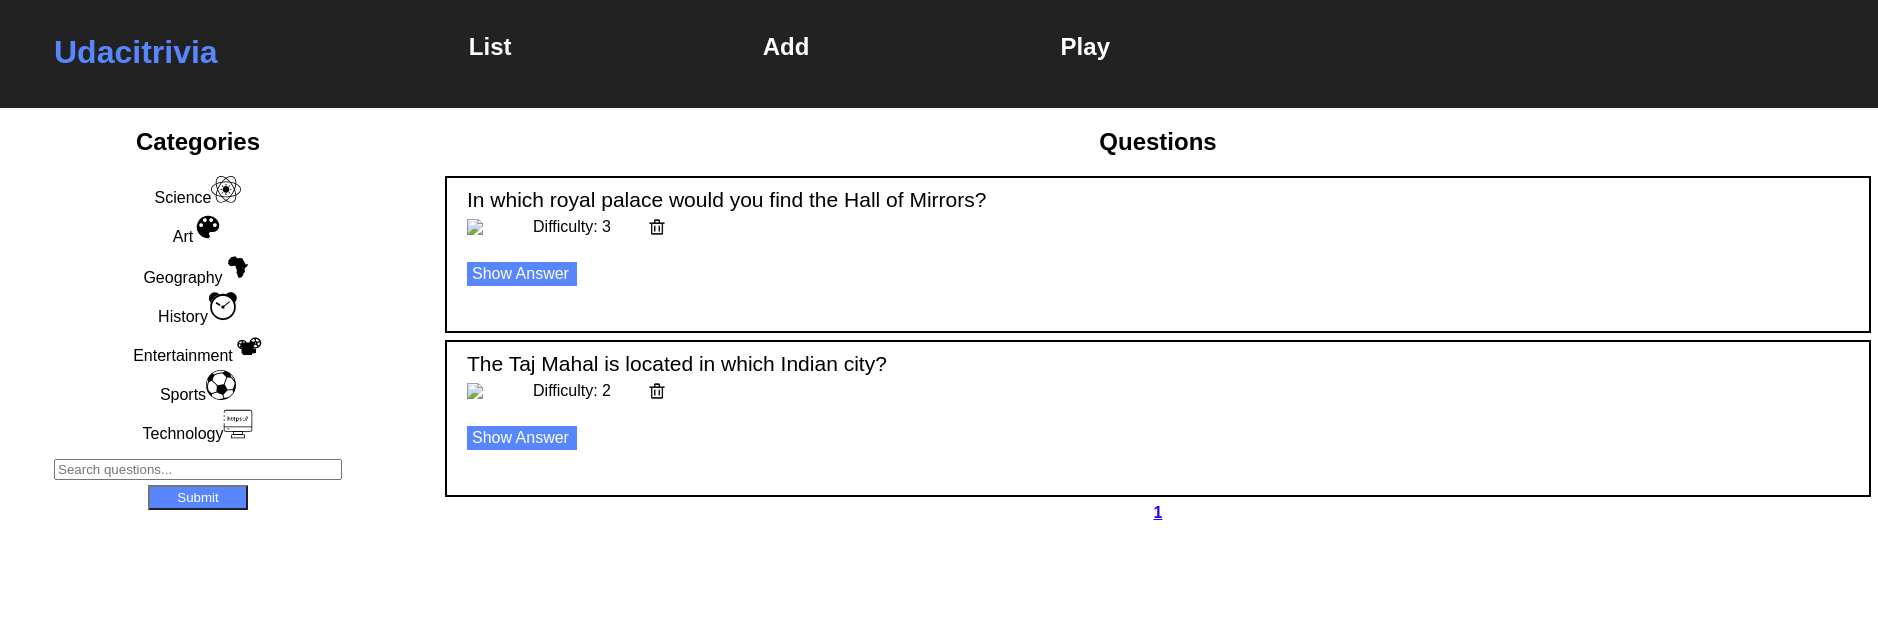 Udacitrivia
List
Add
Play
Categories
Science
Art
Geography
History
Entertainment
Sports
https://
Technology
Search questions...
Submit
Questions
In which royal palace would you find the Hall of Mirrors?
Difficulty: 3
Show Answer
The Taj Mahal is located in which Indian city?
Difficulty: 2
Show Answer
1